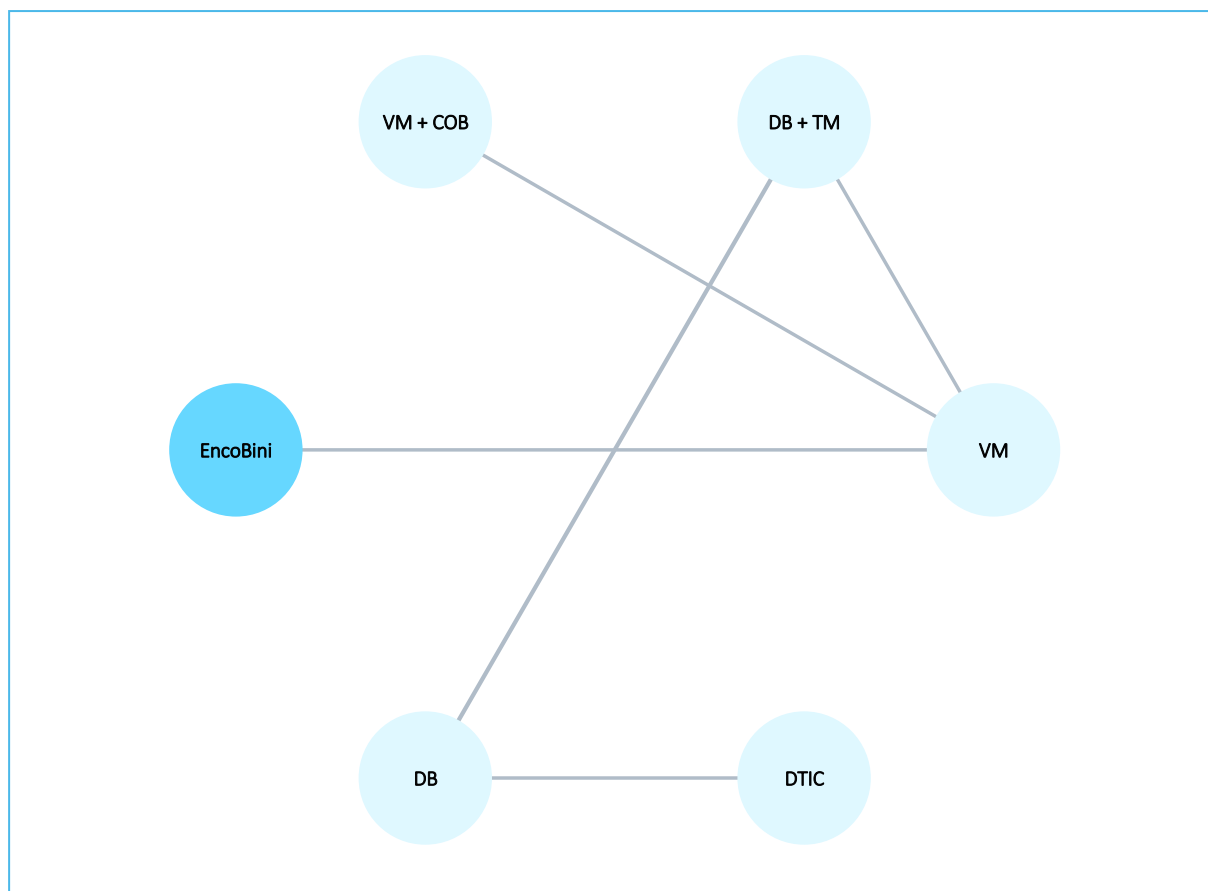 VM + COB
DB + TM
EncoBini
VM
DB
DTIC